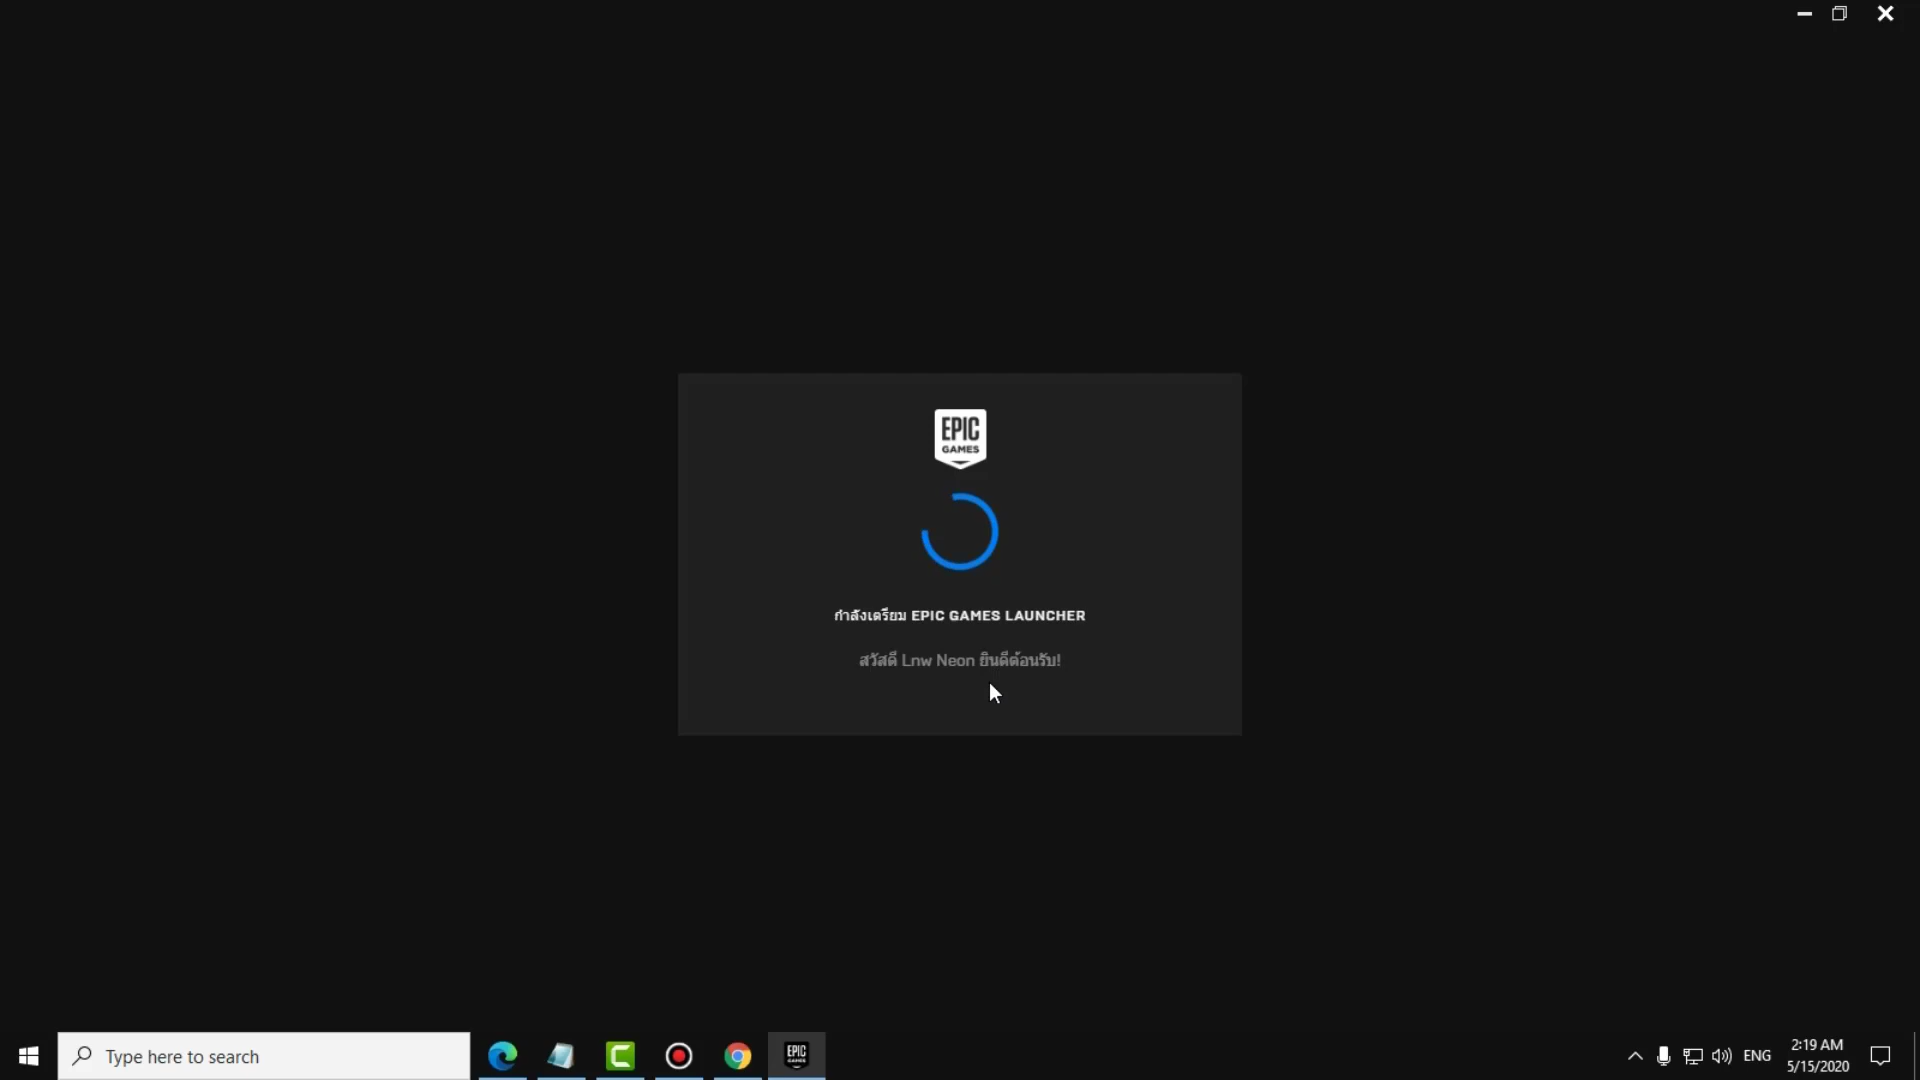 EPIC
GAMES
กำลังเตรียม EPIC GAMES LAUNCHER
สวัสดี Lnw Neon ยินดีต้อนรับ!
Type here to search
EPIC
GAMES
ENG
2:19 AM
5/15/2020